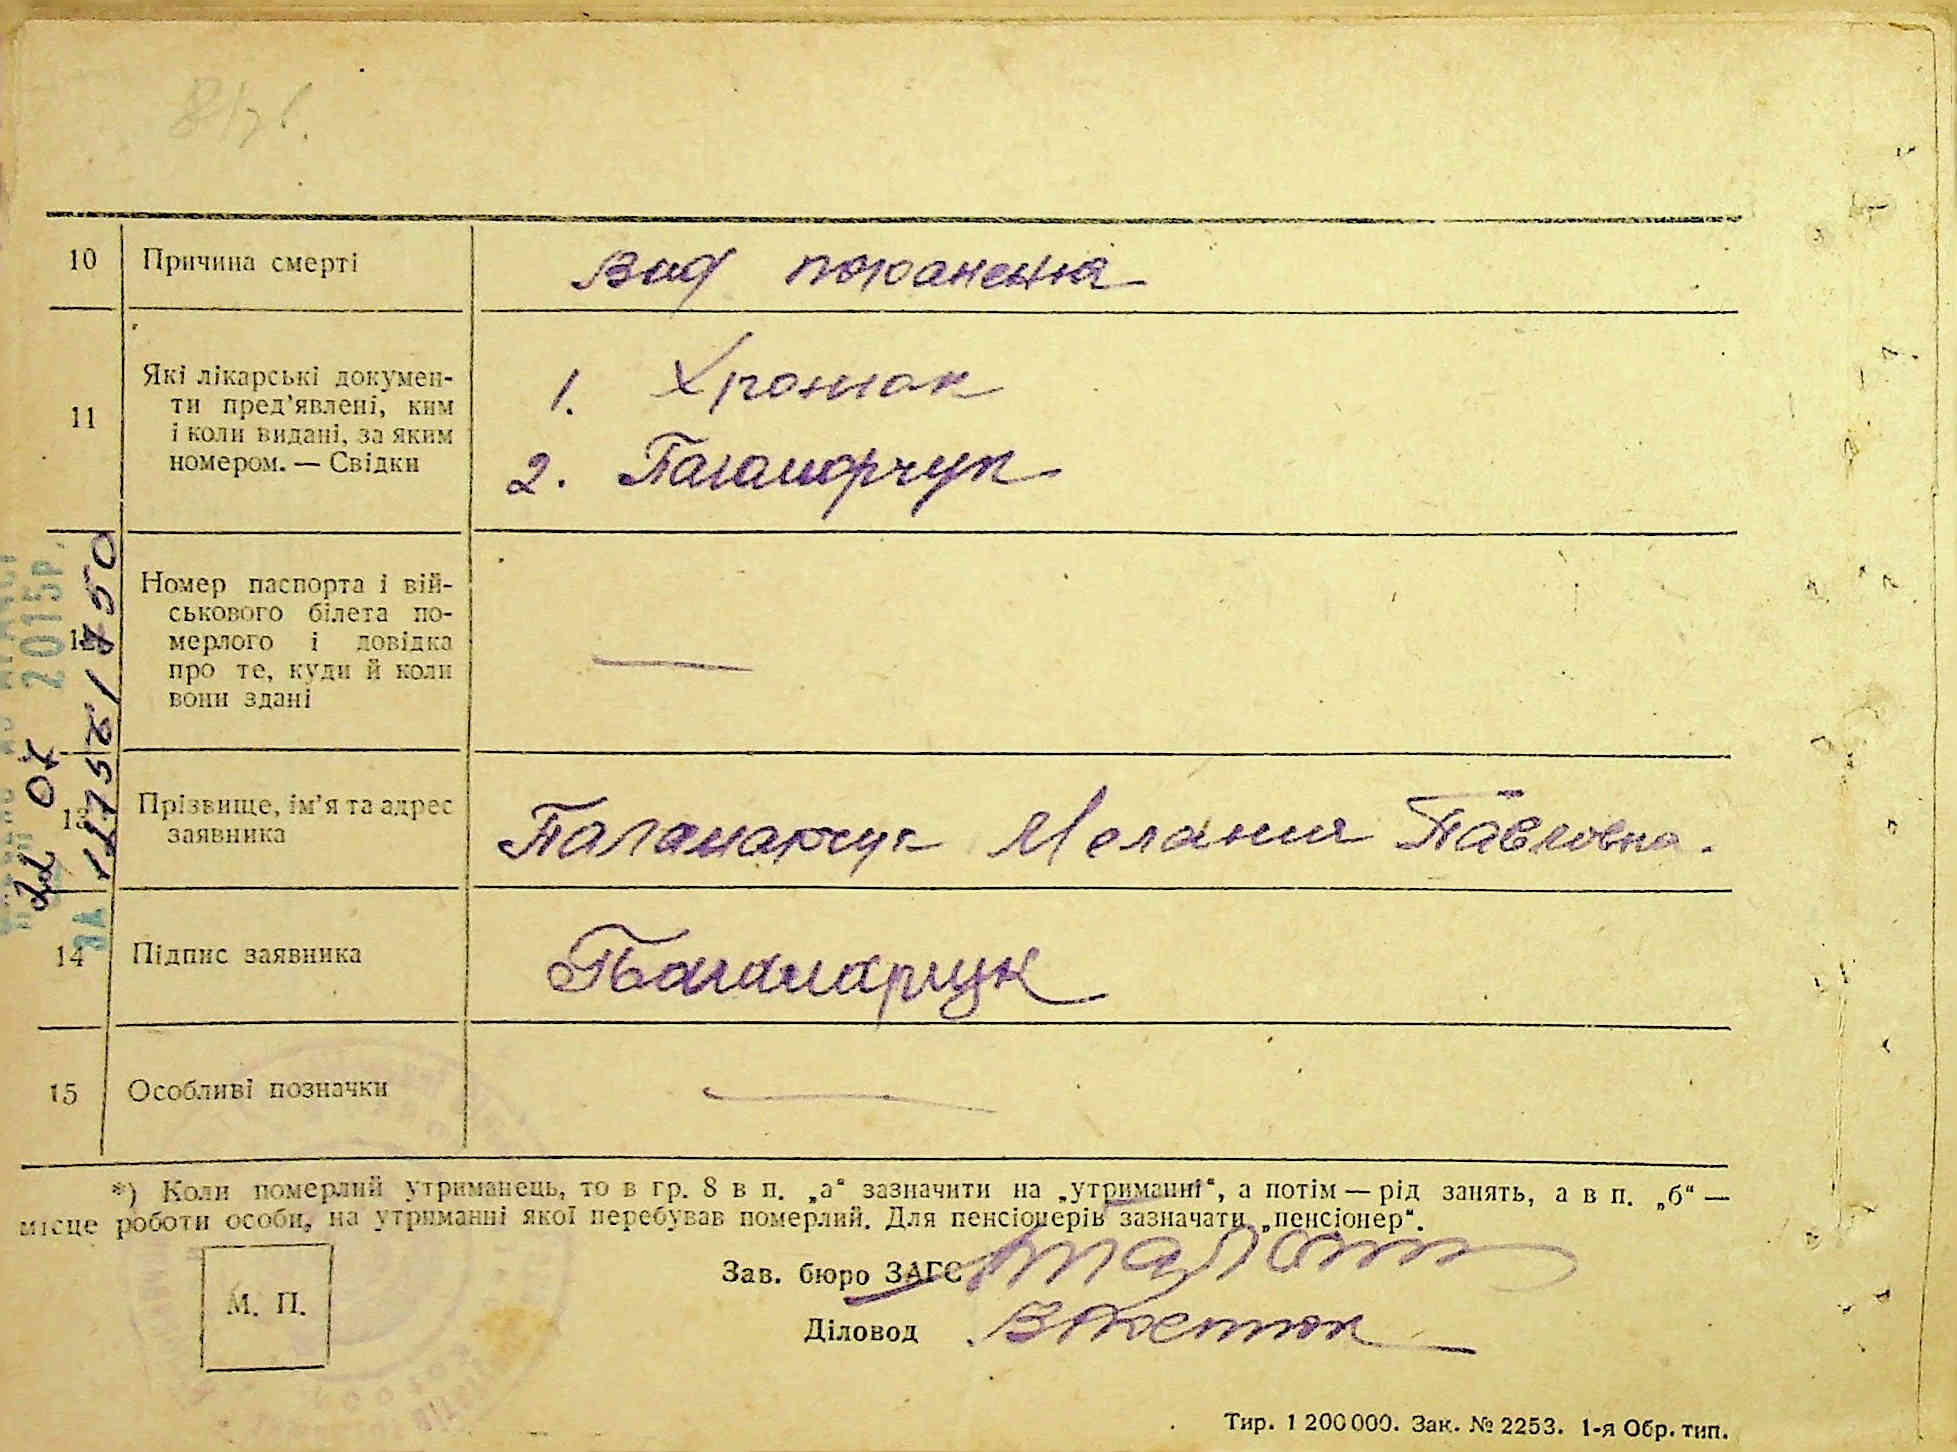 10 Причина смерті Вид поранення
11 Які лікарські докумен-
ти пред’явлені, ким
і коли видані, за яким
номером. — Свідки
1.
2. Паламарчук
12 Номер паспорта і вій-
ськового білета по-
мерлого і довідка
про те, куди й коли
вони здані
13 Прізвище, ім’я та адрес
заявника
Паламарчук Мелания Павловна.
14 Підпис заявника Паламарчук
15 Особливі позначки
*) Коли померлий утриманець, то в гр. 8 в п. „а“ зазначити на „утриманні“, а потім — рід занять, а в п. „б“ —
місце роботи особи, на утриманні якої перебував померлий. Для пенсіонерів зазначати „пенсіонер“.
М. П.
Зав. бюро ЗАГС
Діловод
Тир. 1 200 000. Зак. № 2253. 1-я Обр. тип.
22 07 2015р.